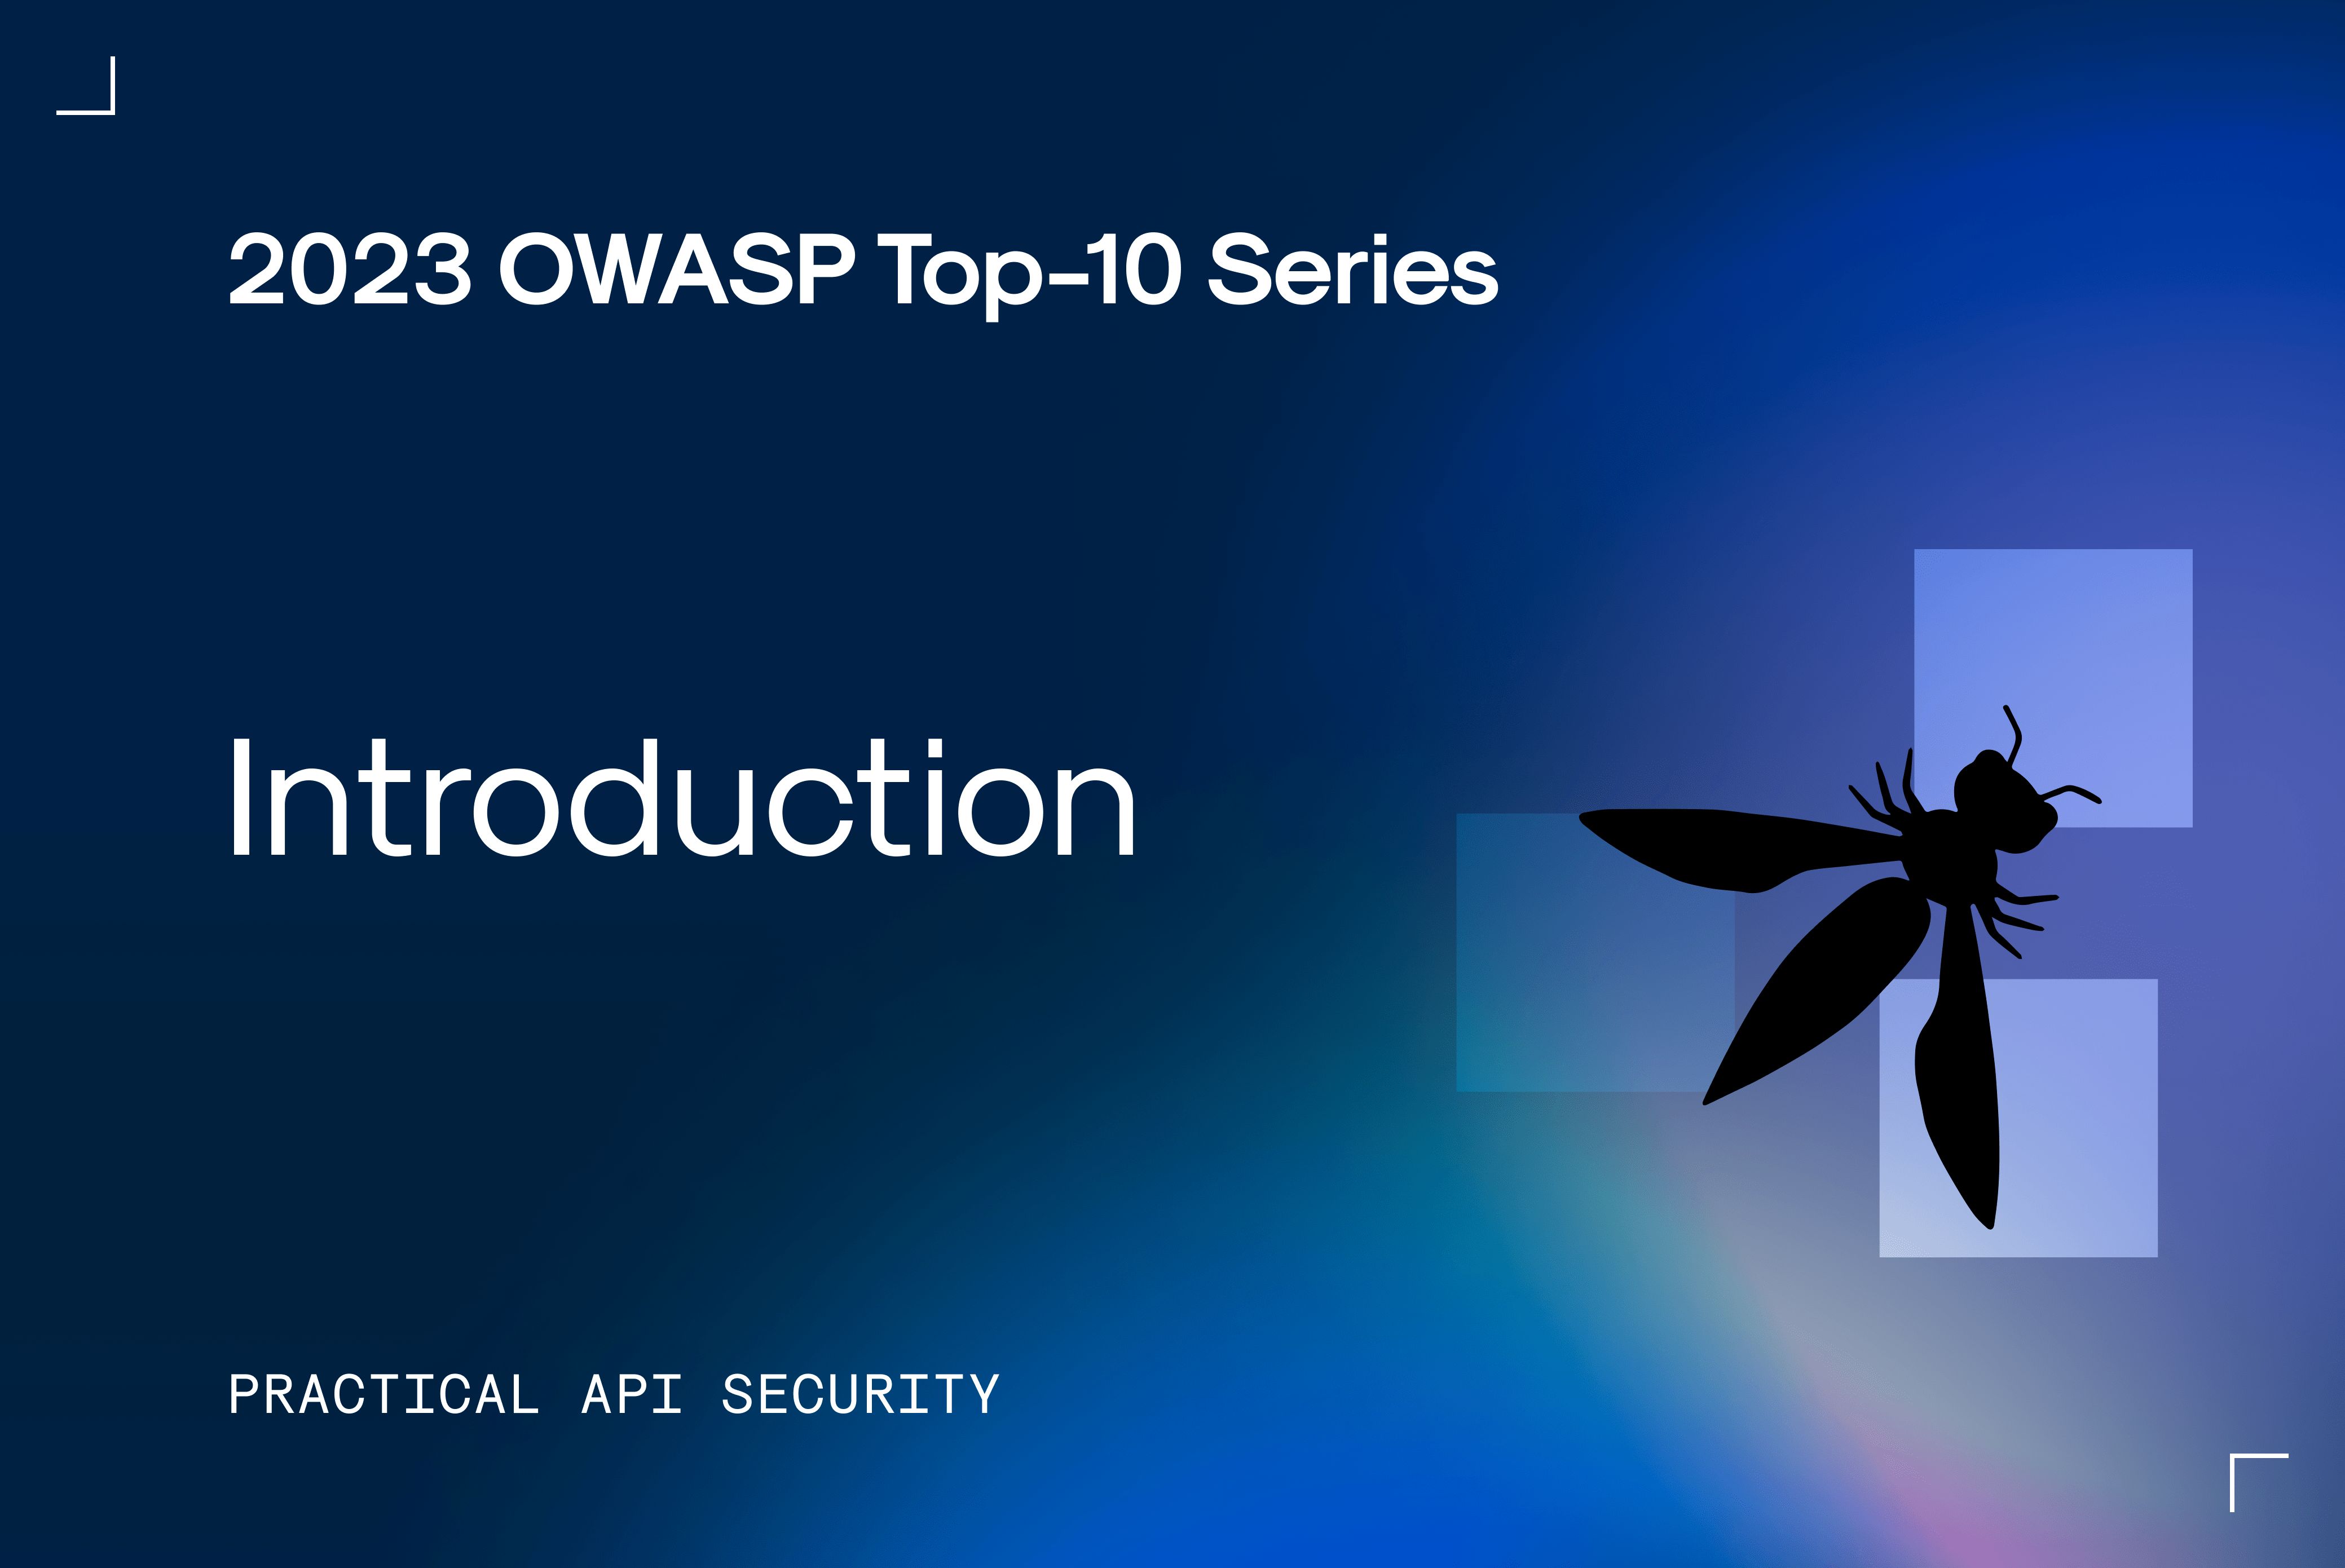 2023 OWASP Top-10 Series
Introduction
PRACTICAL API SECURITY